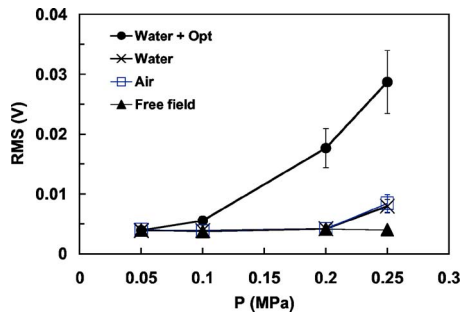 0.04
0.03
0.02
0.01
0
RMS (V)
Water + Opt
Water
Air
Free field
0
0.05
0.1
0.15
0.2
0.25
0.3
P (MPa)